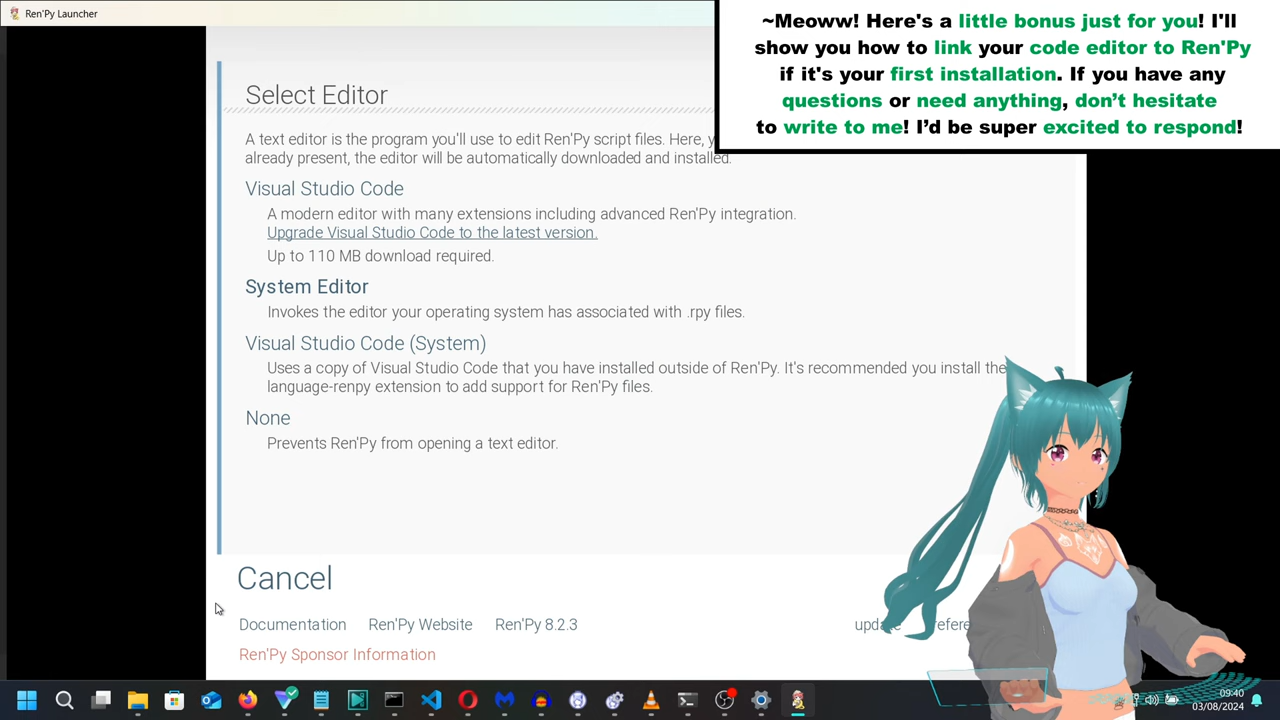 Ren'Py Launcher
~Meoww! Here's a little bonus just for you! I'll
show you how to link your code editor to Ren'Py
if it's your first installation. If you have any
questions or need anything, don’t hesitate
to write to me! I’d be super excited to respond!
Select Editor
A text editor is the program you'll use to edit Ren'Py script files. Here,
already present, the editor will be automatically downloaded and installed.
Visual Studio Code
A modern editor with many extensions including advanced Ren'Py integration.
Upgrade Visual Studio Code to the latest version.
Up to 110 MB download required.
System Editor
Invokes the editor your operating system has associated with .rpy files.
Visual Studio Code (System)
Uses a copy of Visual Studio Code that you have installed outside of Ren'Py. It's recommended you install the
language-renpy extension to add support for Ren'Py files.
None
Prevents Ren'Py from opening a text editor.
Cancel
Documentation Ren'Py Website Ren'Py 8.2.3
Ren'Py Sponsor Information
09:40
03/08/2024